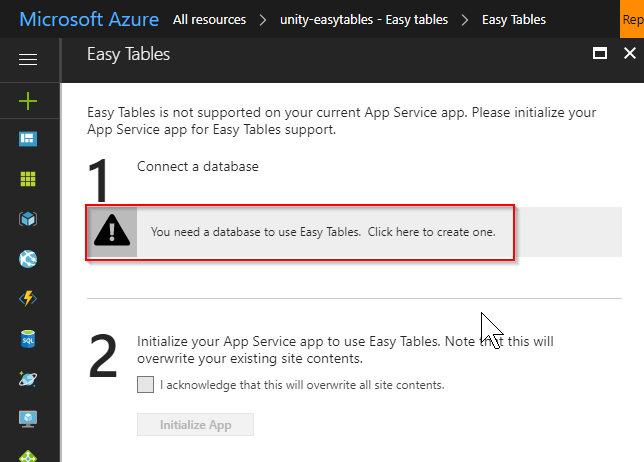 Microsoft Azure All resources > unity-easytables - Easy tables > Easy Tables Rep
Easy Tables
Easy Tables is not supported on your current App Service app. Please initialize your
App Service app for Easy Tables support.
1 Connect a database
You need a database to use Easy Tables. Click here to create one.
2 Initialize your App Service app to use Easy Tables. Note that this will
overwrite your existing site contents.
I acknowledge that this will overwrite all site contents.
Initialize App
SQL